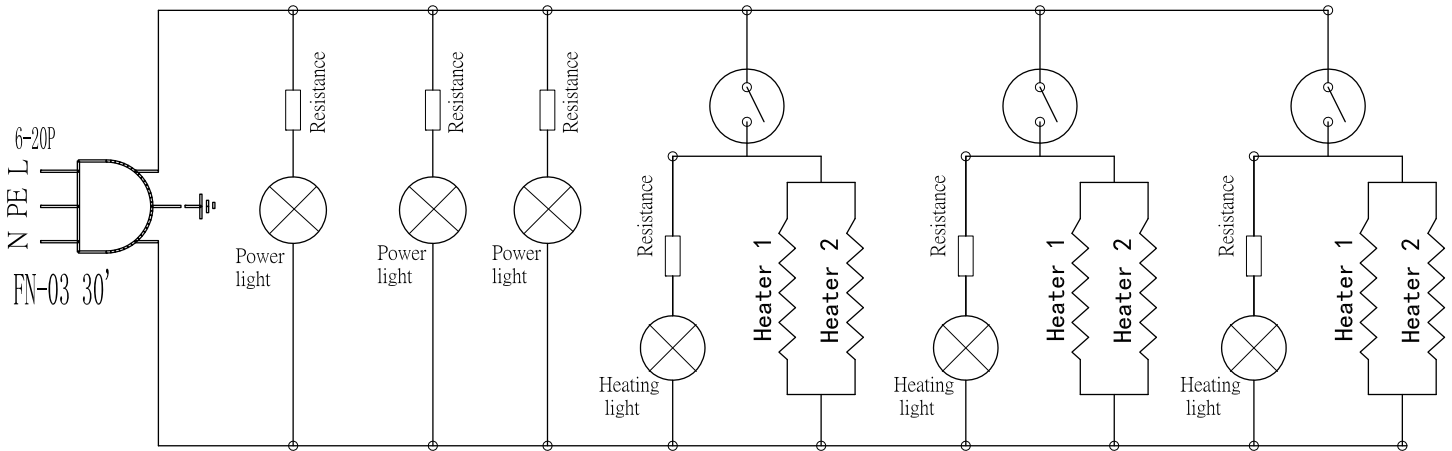 6-20P
N PE L
FN-03 30'
Resistance
Power
light
Resistance
Power
light
Resistance
Power
light
Resistance
Heating
light
Heater 1
Heater 2
Resistance
Heating
light
Heater 1
Heater 2
Resistance
Heating
light
Heater 1
Heater 2